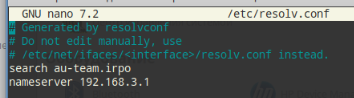 GNU nano 7.2 /etc/resolv.conf
# Generated by resolvconf
# Do not edit manually, use
# /etc/net/ifaces/<interface>/resolv.conf instead.
search au-team.irpo
nameserver 192.168.3.1